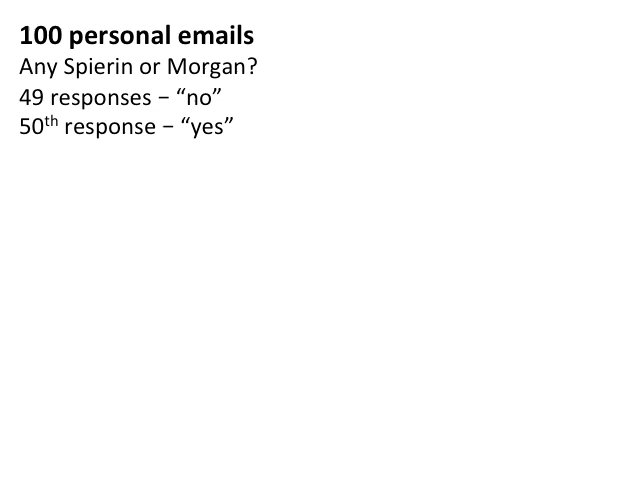 100 personal emails
Any Spierin or Morgan?
49 responses – “no”
50th response – “yes”